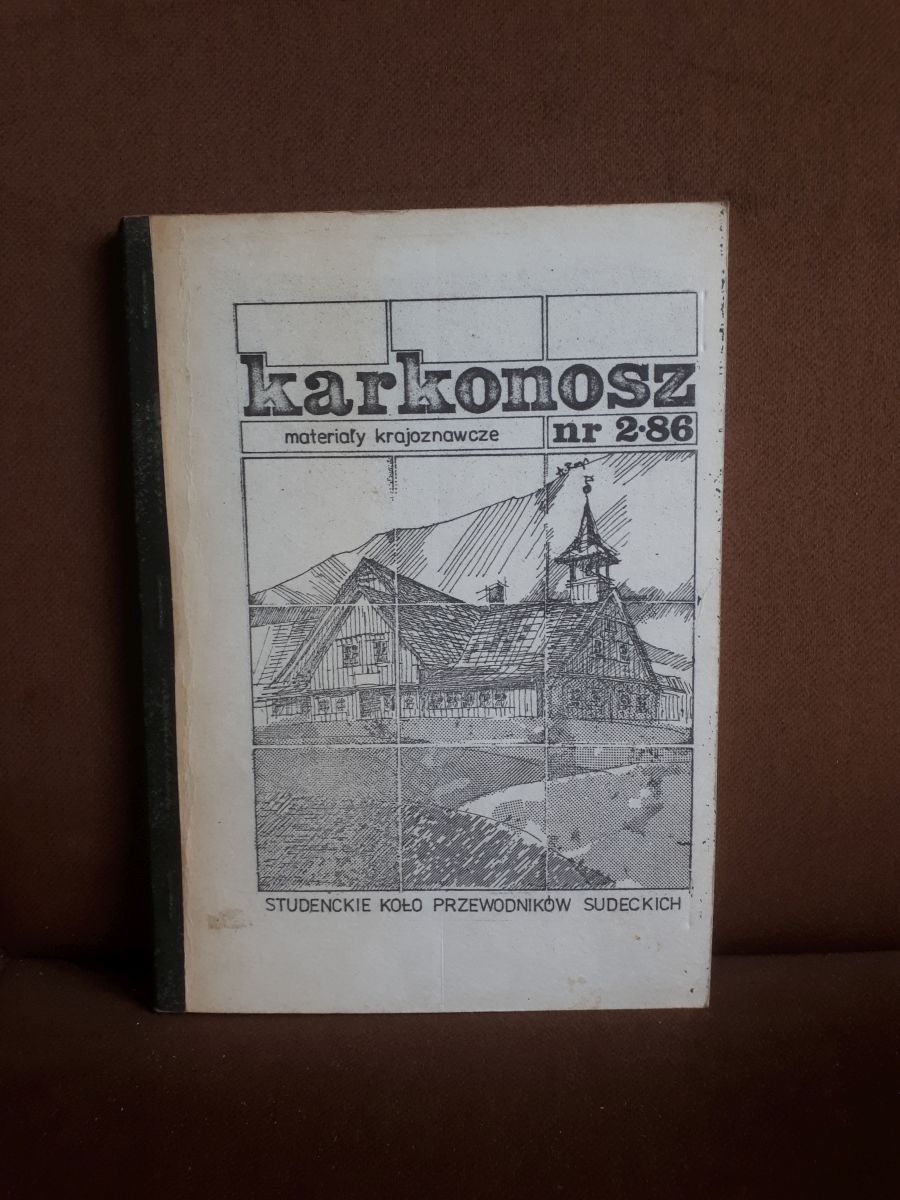 karkonosz
materiały krajoznawcze
nr 2·86
STUDENCKIE KOŁO PRZEWODNIKÓW SUDECKICH